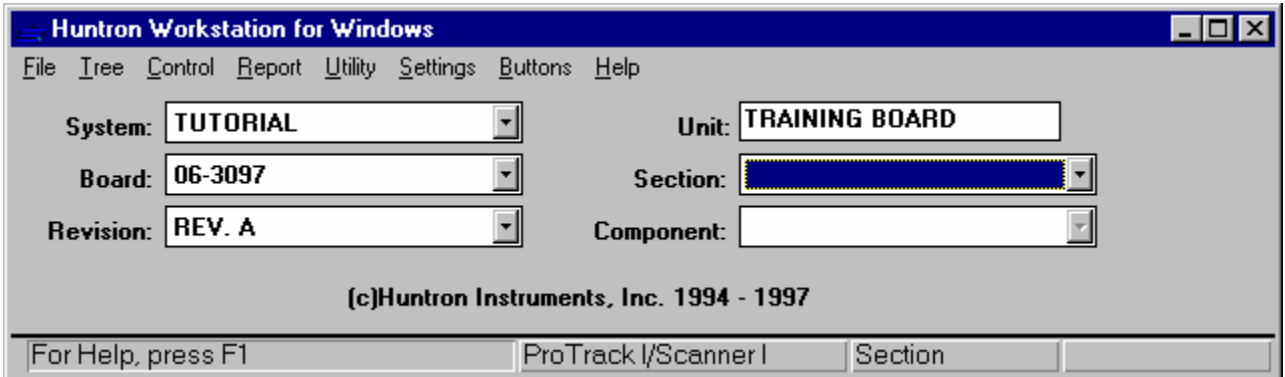 Huntron Workstation for Windows
File Tree Control Report Utility Settings Buttons Help
System: TUTORIAL Unit: TRAINING BOARD
Board: 06-3097 Section:
Revision: REV. A Component:
(c)Huntron Instruments, Inc. 1994 - 1997
For Help, press F1 ProTrack I/Scanner I Section